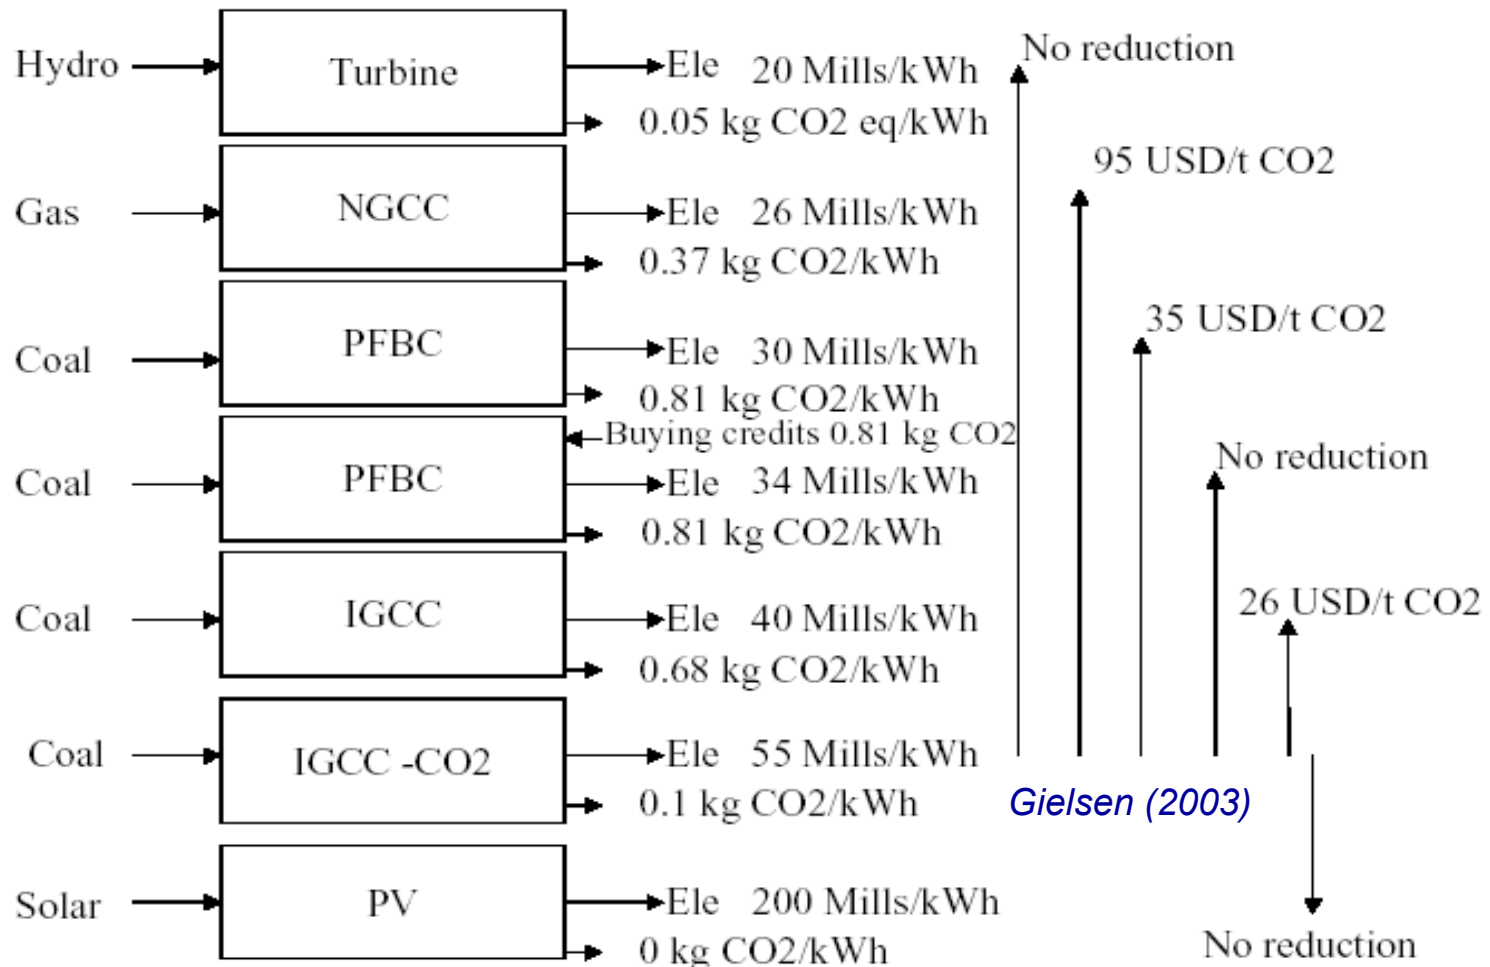 Hydro
Turbine
Ele 20 Mills/kWh
0.05 kg CO2 eq/kWh
No reduction
Gas
NGCC
Ele 26 Mills/kWh
0.37 kg CO2/kWh
95 USD/t CO2
Coal
PFBC
Ele 30 Mills/kWh
0.81 kg CO2/kWh
35 USD/t CO2
Buying credits 0.81 kg CO2
Coal
PFBC
Ele 34 Mills/kWh
0.81 kg CO2/kWh
No reduction
Coal
IGCC
Ele 40 Mills/kWh
0.68 kg CO2/kWh
26 USD/t CO2
Coal
IGCC -CO2
Ele 55 Mills/kWh
0.1 kg CO2/kWh
Gielsen (2003)
Solar
PV
Ele 200 Mills/kWh
0 kg CO2/kWh
No reduction